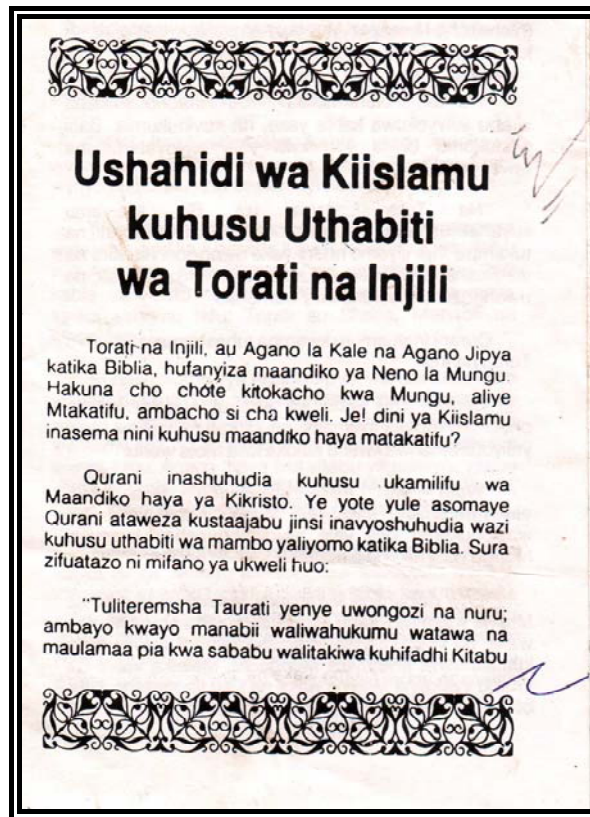 Ushahidi wa Kiislamu
kuhusu Uthabiti
wa Torati na Injili
Torati na Injili, au Agano la Kale na Agano Jipya
katika Biblia, hufanyiza maandiko ya Neno la Mungu.
Hakuna cho chote kitokacho kwa Mungu, aliye
Mtakatifu, ambacho si cha kweli. Je! dini ya Kiislamu
inasema nini kuhusu maandiko haya matakatifu?
Qurani inashuhudia kuhusu ukamilifu wa
Maandiko haya ya Kikristo. Ye yote yule asomaye
Qurani ataweza kustaajabu jinsi inavyoshuhudia wazi
kuhusu uthabiti wa mambo yaliyomo katika Biblia. Sura
zifuatazo ni mifano ya ukweli huo:
"Tuliteremsha Taurati yenye uwongozi na nuru;
ambayo kwayo manabii waliwahukumu watawa na
maulamaa pia kwa sababu walitakiwa kuhifadhi Kitabu